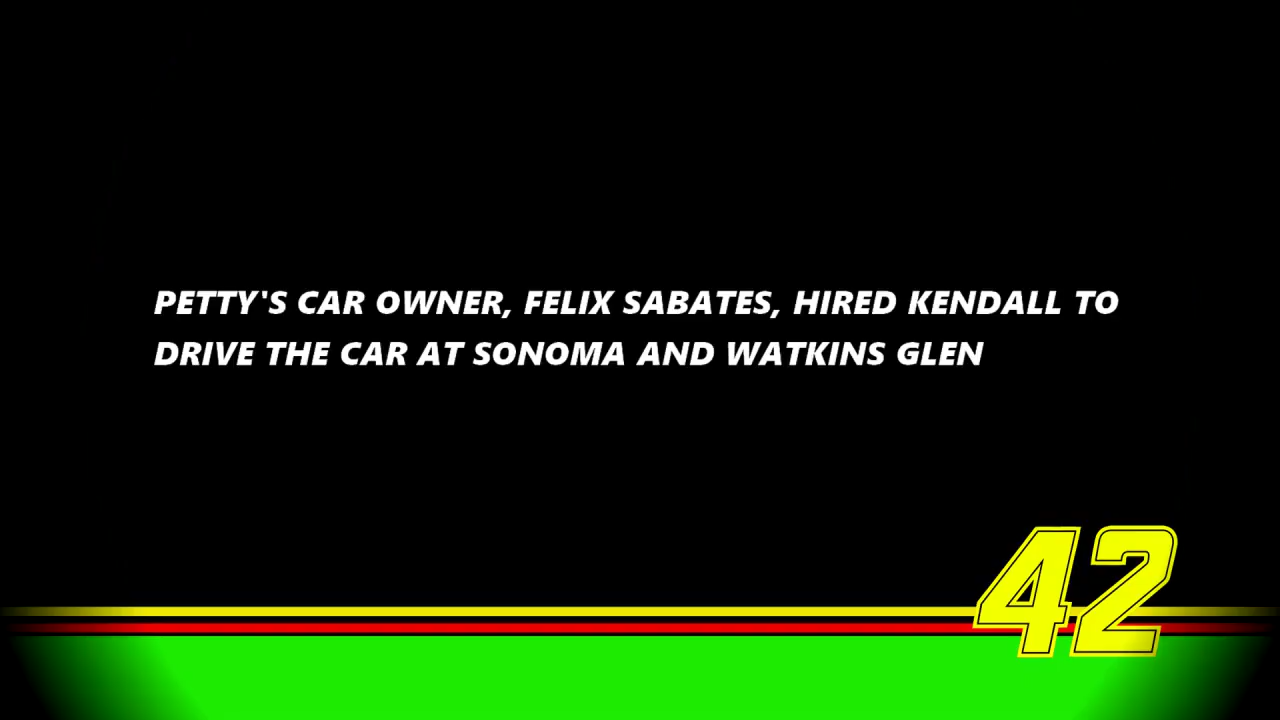 PETTY'S CAR OWNER, FELIX SABATES, HIRED KENDALL TO
DRIVE THE CAR AT SONOMA AND WATKINS GLEN
42